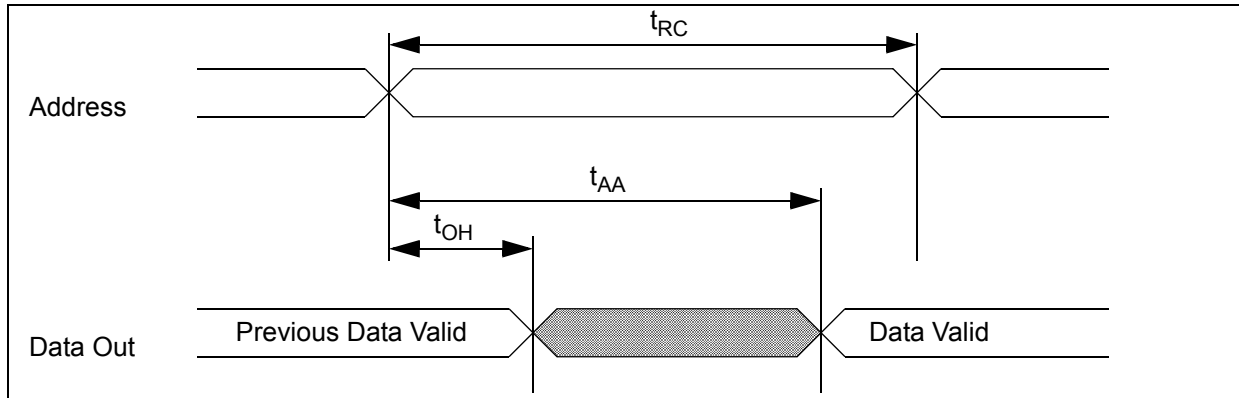 tRC
Address
tAA
tOH
Previous Data Valid
Data Valid
Data Out